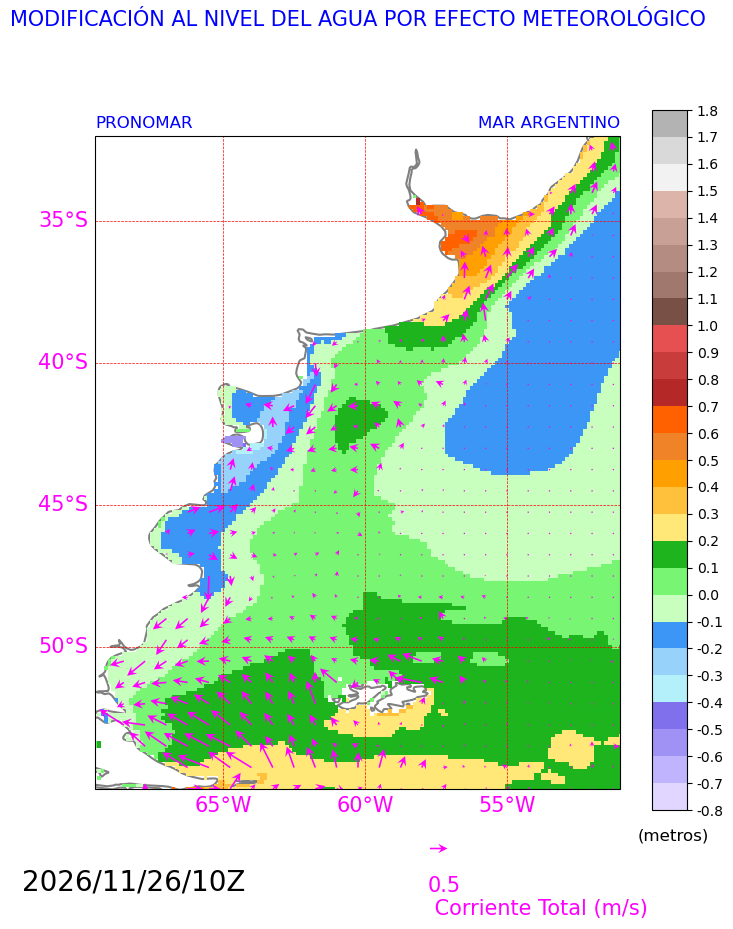 MODIFICACIÓN AL NIVEL DEL AGUA POR EFECTO METEOROLÓGICO
PRONOMAR
MAR ARGENTINO
35°S
40°S
45°S
50°S
65°W
60°W
55°W
1.8
1.7
1.6
1.5
1.4
1.3
1.2
1.1
1.0
0.9
0.8
0.7
0.6
0.5
0.4
0.3
0.2
0.1
0.0
-0.1
-0.2
-0.3
-0.4
-0.5
-0.6
-0.7
-0.8
(metros)
2026/11/26/10Z
0.5
Corriente Total (m/s)